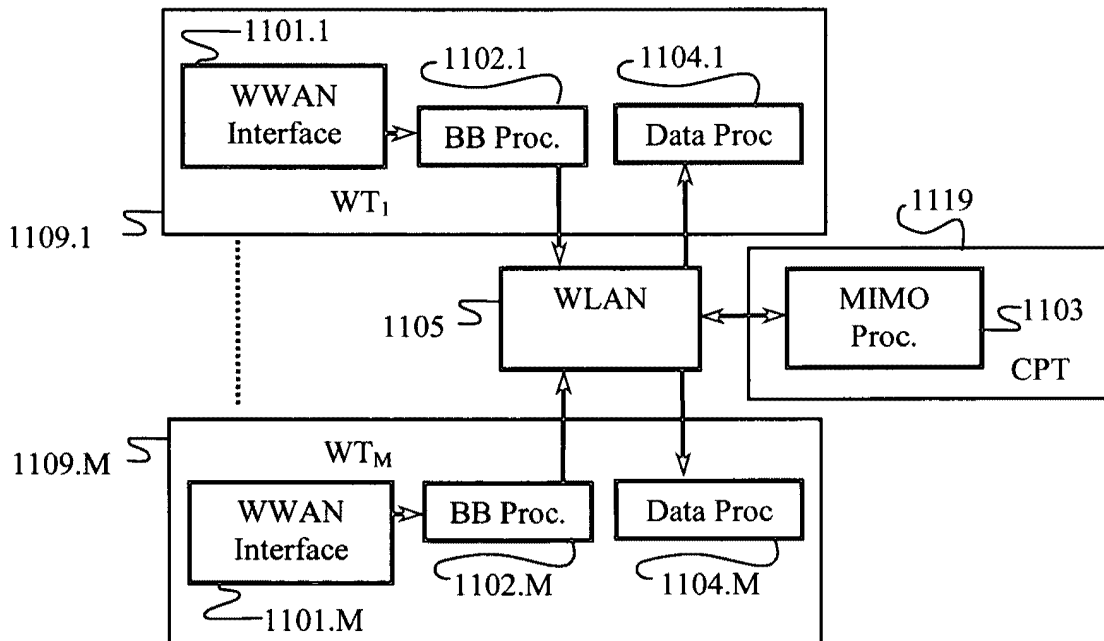 1101.1
1102.1
1104.1
WWAN
Interface
BB Proc.
Data Proc
WT₁
1109.1
1119
WLAN
1105
MIMO
Proc.
1103
CPT
1109.M
WT_M
WWAN
Interface
BB Proc.
Data Proc
1102.M
1104.M
1101.M